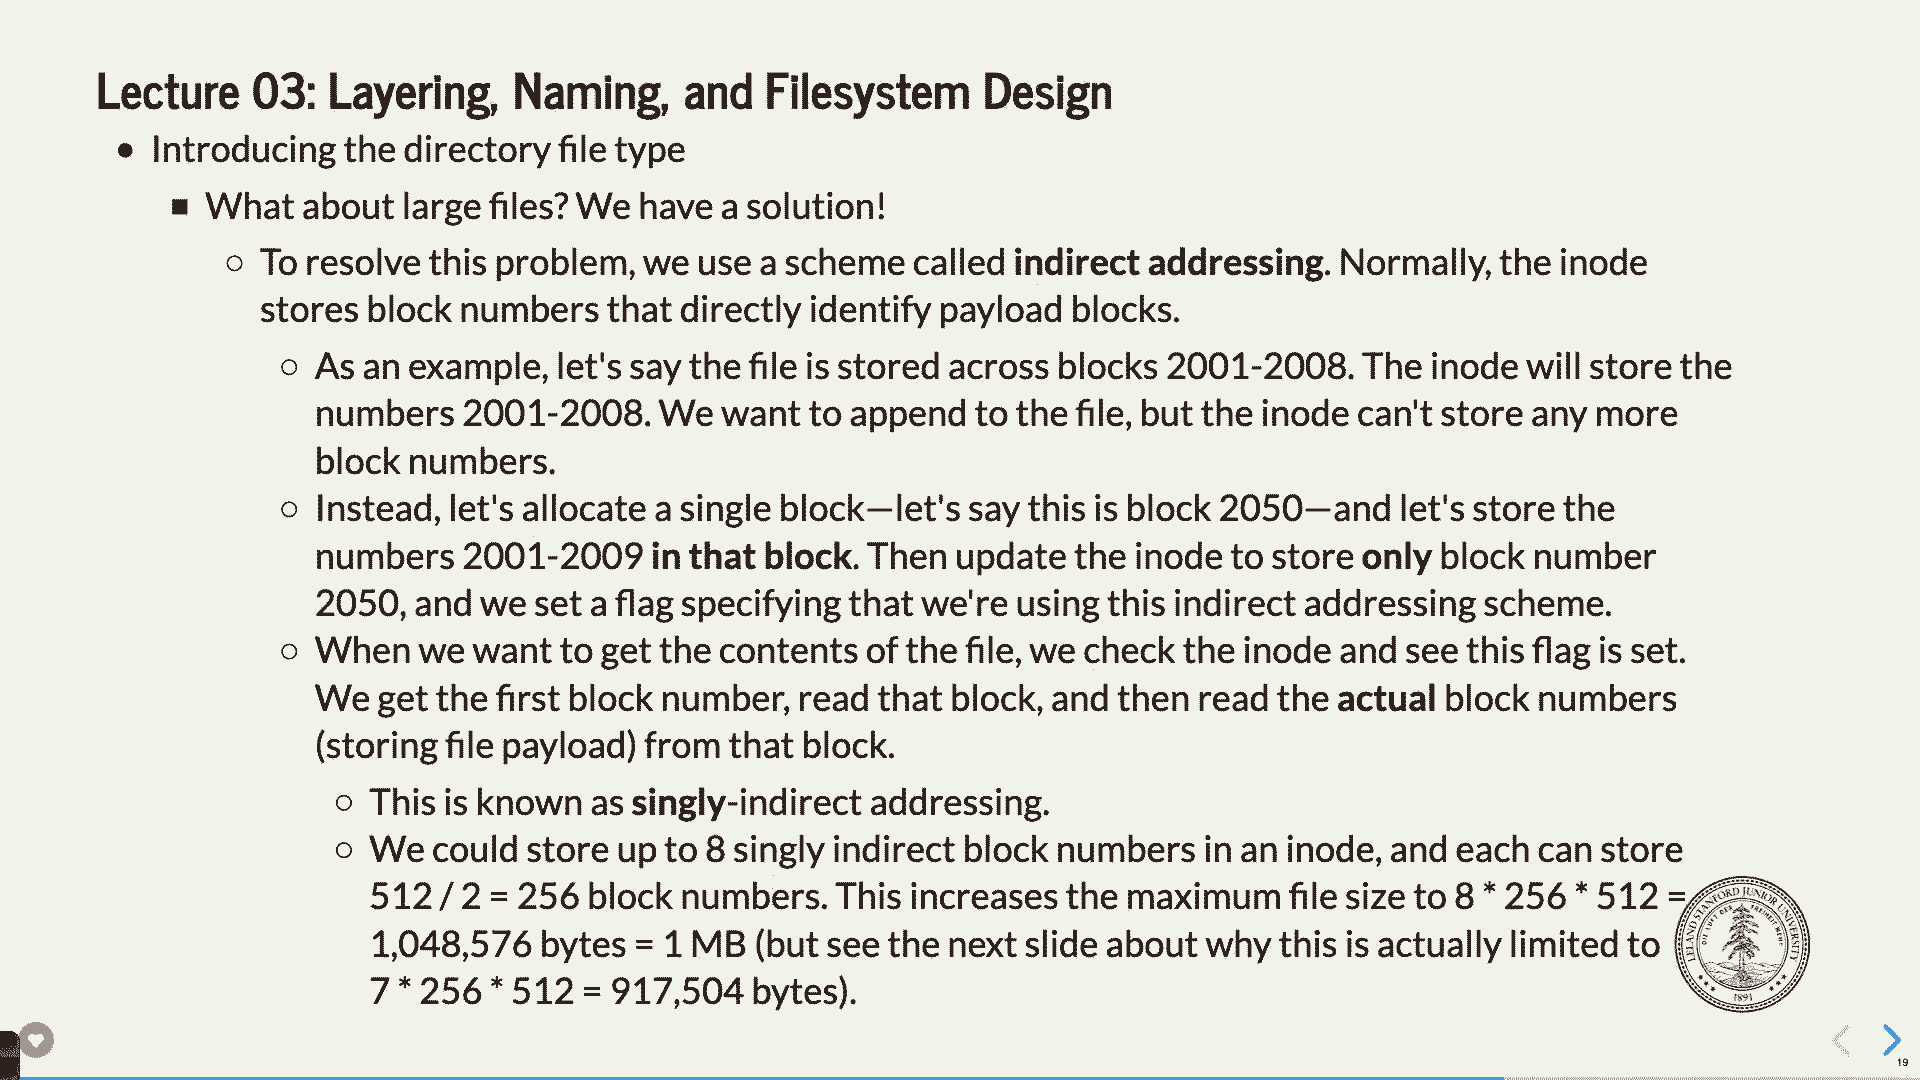 Lecture 03: Layering, Naming, and Filesystem Design
• Introducing the directory file type
▪ What about large files? We have a solution!
○ To resolve this problem, we use a scheme called indirect addressing. Normally, the inode
stores block numbers that directly identify payload blocks.
○ As an example, let's say the file is stored across blocks 2001-2008. The inode will store the
numbers 2001-2008. We want to append to the file, but the inode can't store any more
block numbers.
○ Instead, let's allocate a single block—let's say this is block 2050—and let's store the
numbers 2001-2009 in that block. Then update the inode to store only block number
2050, and we set a flag specifying that we're using this indirect addressing scheme.
○ When we want to get the contents of the file, we check the inode and see this flag is set.
We get the first block number, read that block, and then read the actual block numbers
(storing file payload) from that block.
○ This is known as singly-indirect addressing.
○ We could store up to 8 singly indirect block numbers in an inode, and each can store
512 / 2 = 256 block numbers. This increases the maximum file size to 8 * 256 * 512 =
1,048,576 bytes = 1 MB (but see the next slide about why this is actually limited to
7 * 256 * 512 = 917,504 bytes).
LELAND STANFORD JUNIOR UNIVERSITY
1891
19